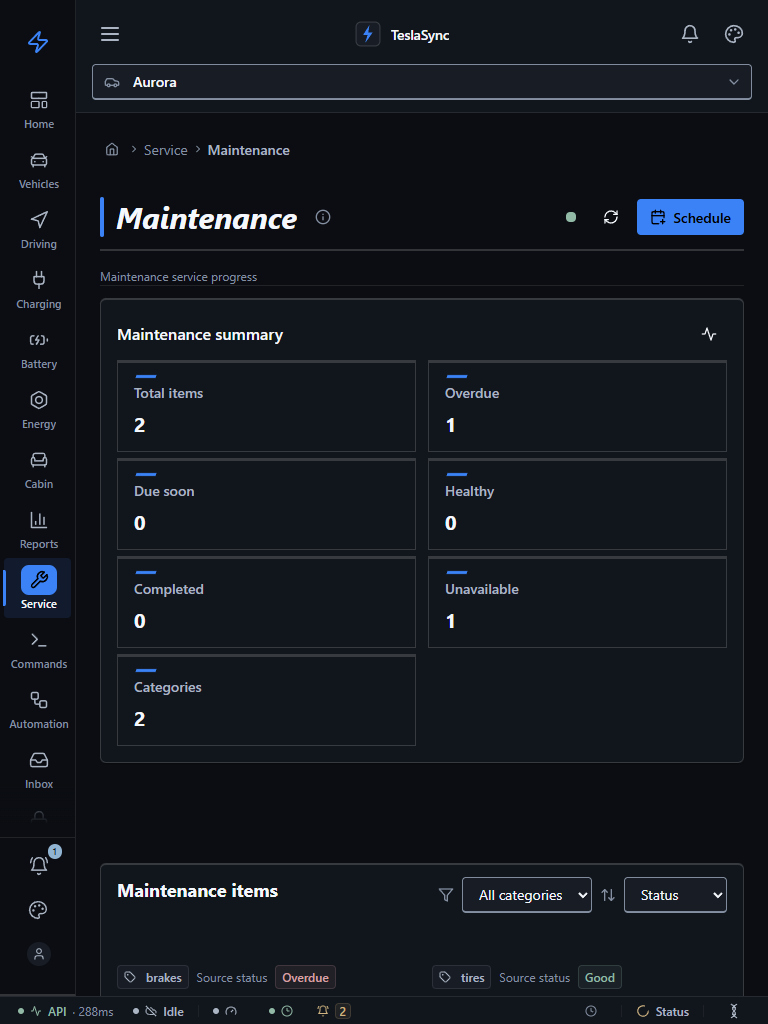 TeslaSync
Aurora
Home
Vehicles
Driving
Charging
Battery
Energy
Cabin
Reports
Service
Commands
Automation
Inbox
1
Service
Maintenance
Maintenance
Schedule
Maintenance service progress
Maintenance summary
Total items
2
Overdue
1
Due soon
0
Healthy
0
Completed
0
Unavailable
1
Categories
2
Maintenance items
All categories
Status
brakes Source status Overdue
tires Source status Good
API · 288ms Idle 2 Status